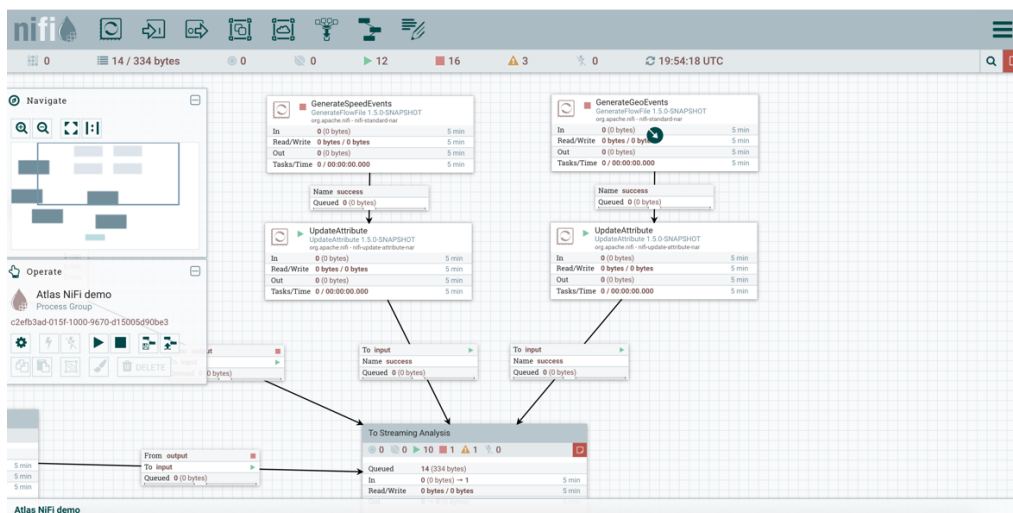 nifi
0
14 / 334 bytes
0
0
12
16
3
0
19:54:18 UTC
Navigate
Operate
Atlas NiFi demo
Process Group
c2efb3ad-015f-1000-9670-d15005d90be3
DELETE
GenerateSpeedEvents
GenerateFlowFile 1.5.0-SNAPSHOT
org.apache.nifi - nifi-standard-nar
In 0 (0 bytes) 5 min
Read/Write 0 bytes / 0 bytes 5 min
Out 0 (0 bytes) 5 min
Tasks/Time 0 / 00:00:00.000 5 min
Name success
Queued 0 (0 bytes)
UpdateAttribute
UpdateAttribute 1.5.0-SNAPSHOT
org.apache.nifi - nifi-update-attribute-nar
In 0 (0 bytes) 5 min
Read/Write 0 bytes / 0 bytes 5 min
Out 0 (0 bytes) 5 min
Tasks/Time 0 / 00:00:00.000 5 min
GenerateGeoEvents
GenerateFlowFile 1.5.0-SNAPSHOT
org.apache.nifi - nifi-standard-nar
In 0 (0 bytes) 5 min
Read/Write 0 bytes / 0 5 min
Out 0 (0 bytes) 5 min
Tasks/Time 0 / 00:00:00.000 5 min
Name success
Queued 0 (0 bytes)
UpdateAttribute
UpdateAttribute 1.5.0-SNAPSHOT
org.apache.nifi - nifi-update-attribute-nar
In 0 (0 bytes) 5 min
Read/Write 0 bytes / 0 bytes 5 min
Out 0 (0 bytes) 5 min
Tasks/Time 0 / 00:00:00.000 5 min
0 bytes)
To input
Name success
Queued 0 (0 bytes)
To input
Name success
Queued 0 (0 bytes)
5 min
5 min
5 min
From output
To input
Queued 0 (0 bytes)
To Streaming Analysis
0 0 10 1 1 0
Queued 14 (334 bytes)
In 0 (0 bytes) → 1 5 min
Read/Write 0 bytes / 0 bytes 5 min
Atlas NiFi demo